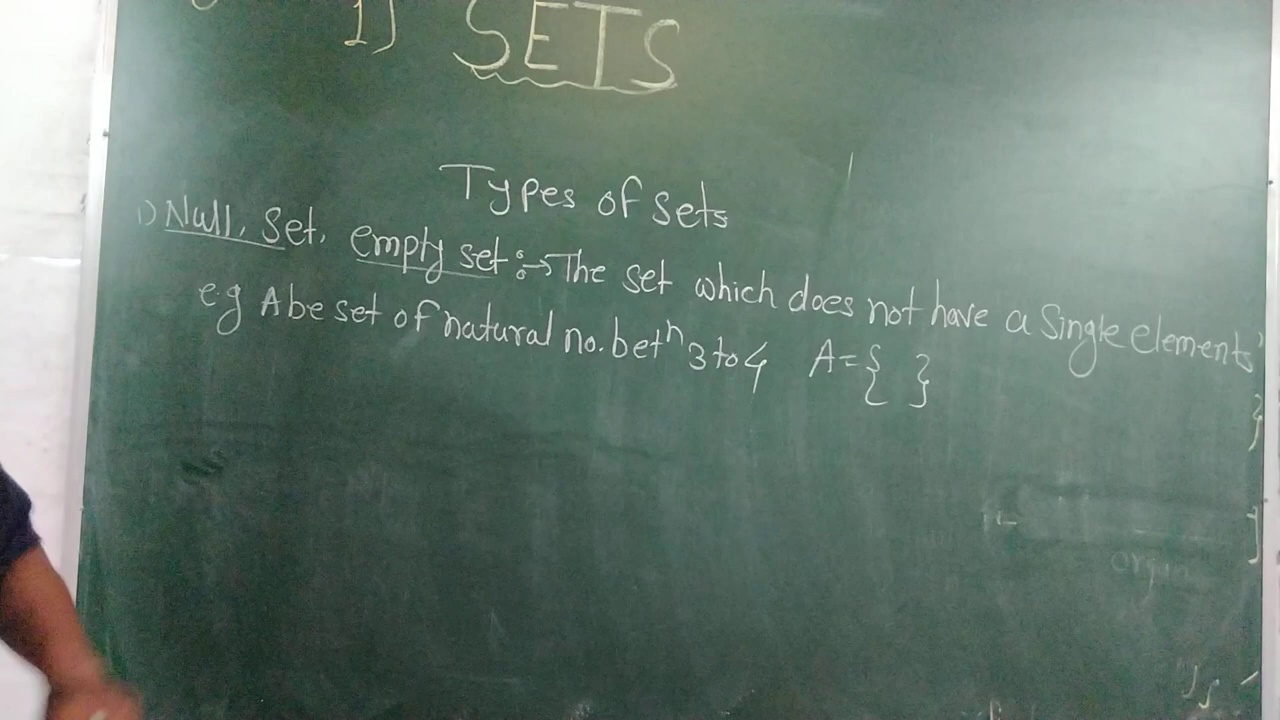 1) SETS
Types of sets
1) Null, Set, empty set :→ The set which does not have a single elements
e.g A be set of natural no. betn 3 to 4 A = { }
}
]
orgin